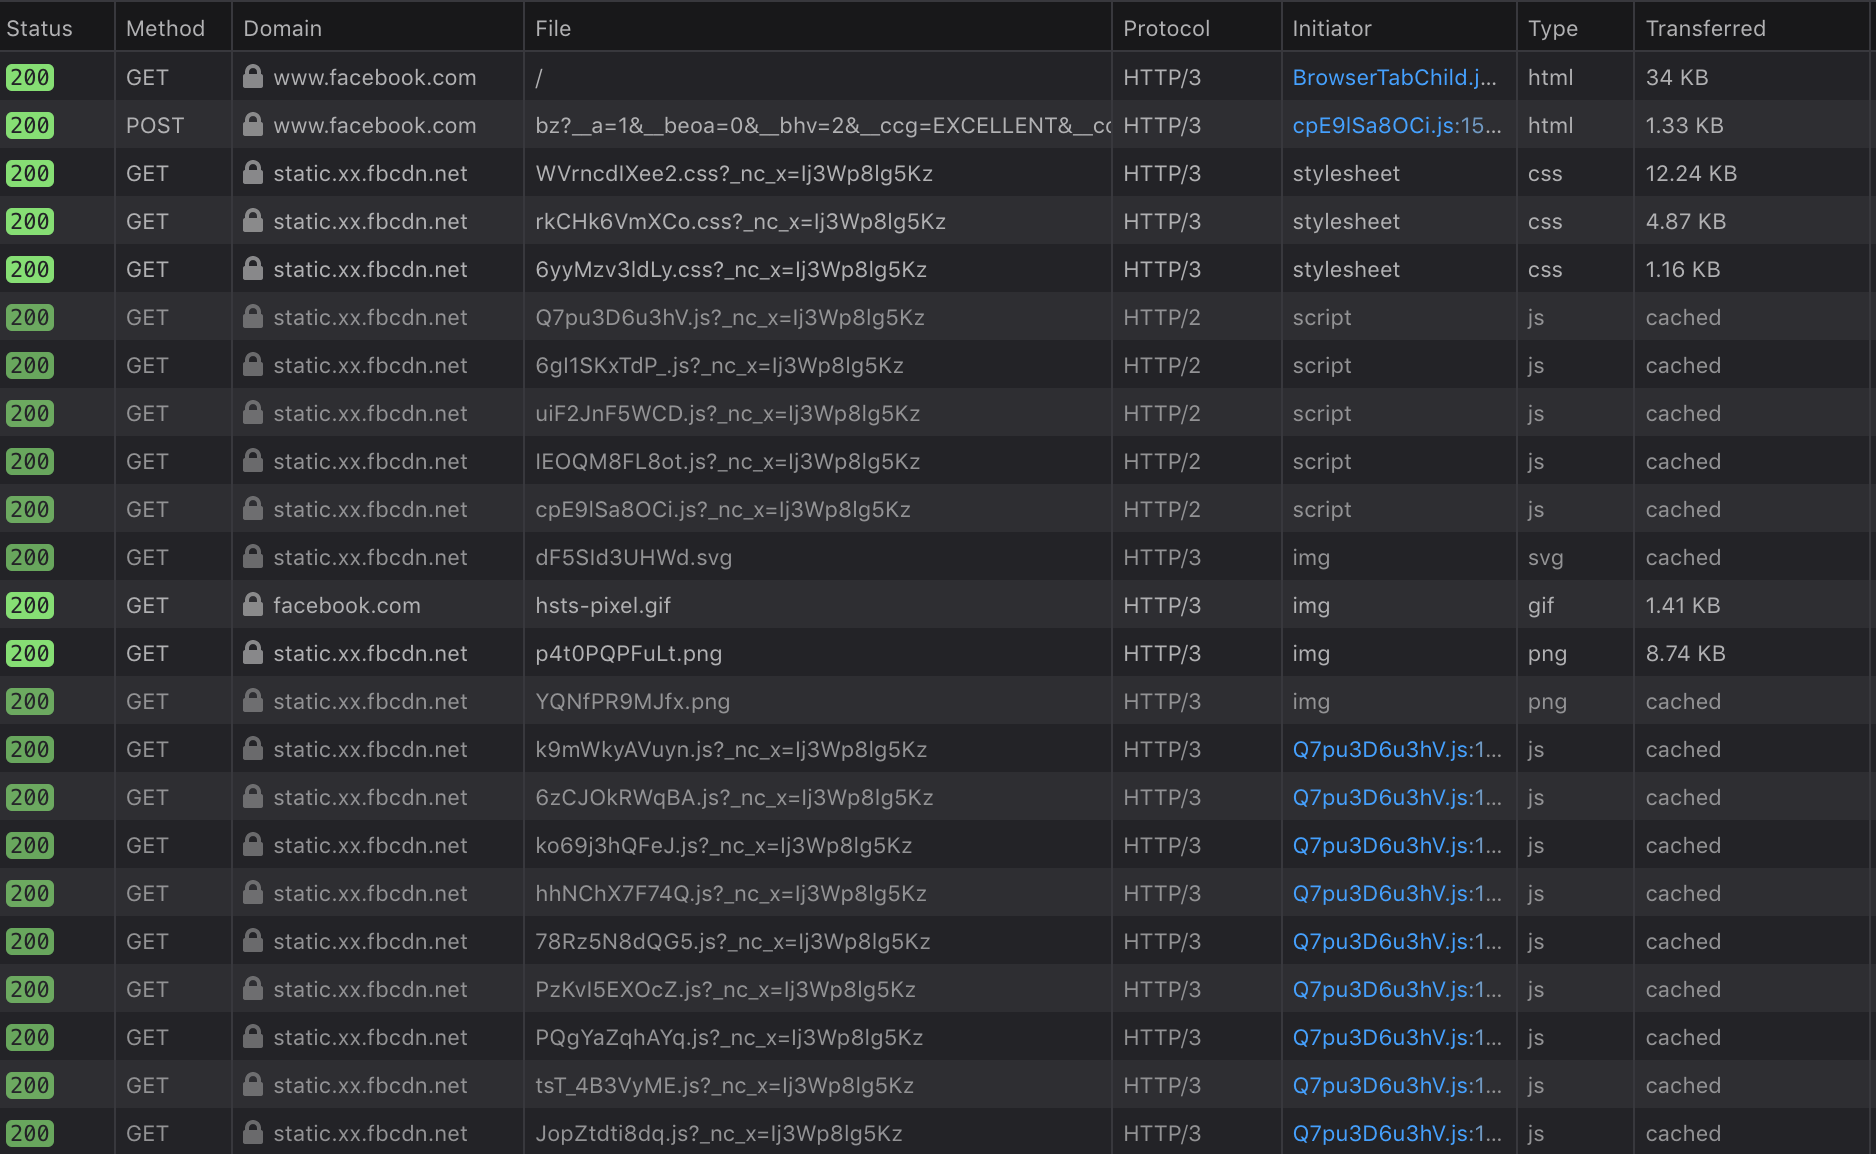 Status Method Domain File Protocol Initiator Type Transferred
200 GET www.facebook.com / HTTP/3 BrowserTabChild.j... html 34 KB
200 POST www.facebook.com bz?__a=1&__beoa=0&__bhv=2&__ccg=EXCELLENT&__cc HTTP/3 cpE9lSa8OCi.js:15... html 1.33 KB
200 GET static.xx.fbcdn.net WVrncdIXee2.css?_nc_x=Ij3Wp8lg5Kz HTTP/3 stylesheet css 12.24 KB
200 GET static.xx.fbcdn.net rkCHk6VmXCo.css?_nc_x=Ij3Wp8lg5Kz HTTP/3 stylesheet css 4.87 KB
200 GET static.xx.fbcdn.net 6yyMzv3ldLy.css?_nc_x=Ij3Wp8lg5Kz HTTP/3 stylesheet css 1.16 KB
200 GET static.xx.fbcdn.net Q7pu3D6u3hV.js?_nc_x=Ij3Wp8lg5Kz HTTP/2 script js cached
200 GET static.xx.fbcdn.net 6gI1SKxTdP_.js?_nc_x=Ij3Wp8lg5Kz HTTP/2 script js cached
200 GET static.xx.fbcdn.net uiF2JnF5WCD.js?_nc_x=Ij3Wp8lg5Kz HTTP/2 script js cached
200 GET static.xx.fbcdn.net IEOQM8FL8ot.js?_nc_x=Ij3Wp8lg5Kz HTTP/2 script js cached
200 GET static.xx.fbcdn.net cpE9lSa8OCi.js?_nc_x=Ij3Wp8lg5Kz HTTP/2 script js cached
200 GET static.xx.fbcdn.net dF5SId3UHWd.svg HTTP/3 img svg cached
200 GET facebook.com hsts-pixel.gif HTTP/3 img gif 1.41 KB
200 GET static.xx.fbcdn.net p4t0PQPFuLt.png HTTP/3 img png 8.74 KB
200 GET static.xx.fbcdn.net YQNfPR9MJfx.png HTTP/3 img png cached
200 GET static.xx.fbcdn.net k9mWkyAVuyn.js?_nc_x=Ij3Wp8lg5Kz HTTP/3 Q7pu3D6u3hV.js:1... js cached
200 GET static.xx.fbcdn.net 6zCJOkRWqBA.js?_nc_x=Ij3Wp8lg5Kz HTTP/3 Q7pu3D6u3hV.js:1... js cached
200 GET static.xx.fbcdn.net ko69j3hQFeJ.js?_nc_x=Ij3Wp8lg5Kz HTTP/3 Q7pu3D6u3hV.js:1... js cached
200 GET static.xx.fbcdn.net hhNChX7F74Q.js?_nc_x=Ij3Wp8lg5Kz HTTP/3 Q7pu3D6u3hV.js:1... js cached
200 GET static.xx.fbcdn.net 78Rz5N8dQG5.js?_nc_x=Ij3Wp8lg5Kz HTTP/3 Q7pu3D6u3hV.js:1... js cached
200 GET static.xx.fbcdn.net PzKvI5EXOcZ.js?_nc_x=Ij3Wp8lg5Kz HTTP/3 Q7pu3D6u3hV.js:1... js cached
200 GET static.xx.fbcdn.net PQgYaZqhAYq.js?_nc_x=Ij3Wp8lg5Kz HTTP/3 Q7pu3D6u3hV.js:1... js cached
200 GET static.xx.fbcdn.net tsT_4B3VyME.js?_nc_x=Ij3Wp8lg5Kz HTTP/3 Q7pu3D6u3hV.js:1... js cached
200 GET static.xx.fbcdn.net JopZtdti8dq.js?_nc_x=Ij3Wp8lg5Kz HTTP/3 Q7pu3D6u3hV.js:1... js cached